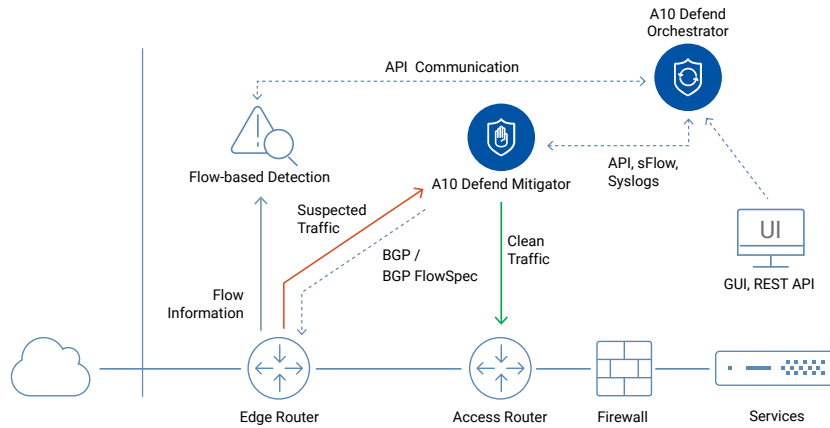 A10 Defend
Orchestrator
API Communication
Flow-based Detection
A10 Defend Mitigator
API, sFlow,
Syslogs
Suspected
Traffic
BGP /
BGP FlowSpec
Clean
Traffic
UI
GUI, REST API
Flow
Information
Edge Router
Access Router
Firewall
Services